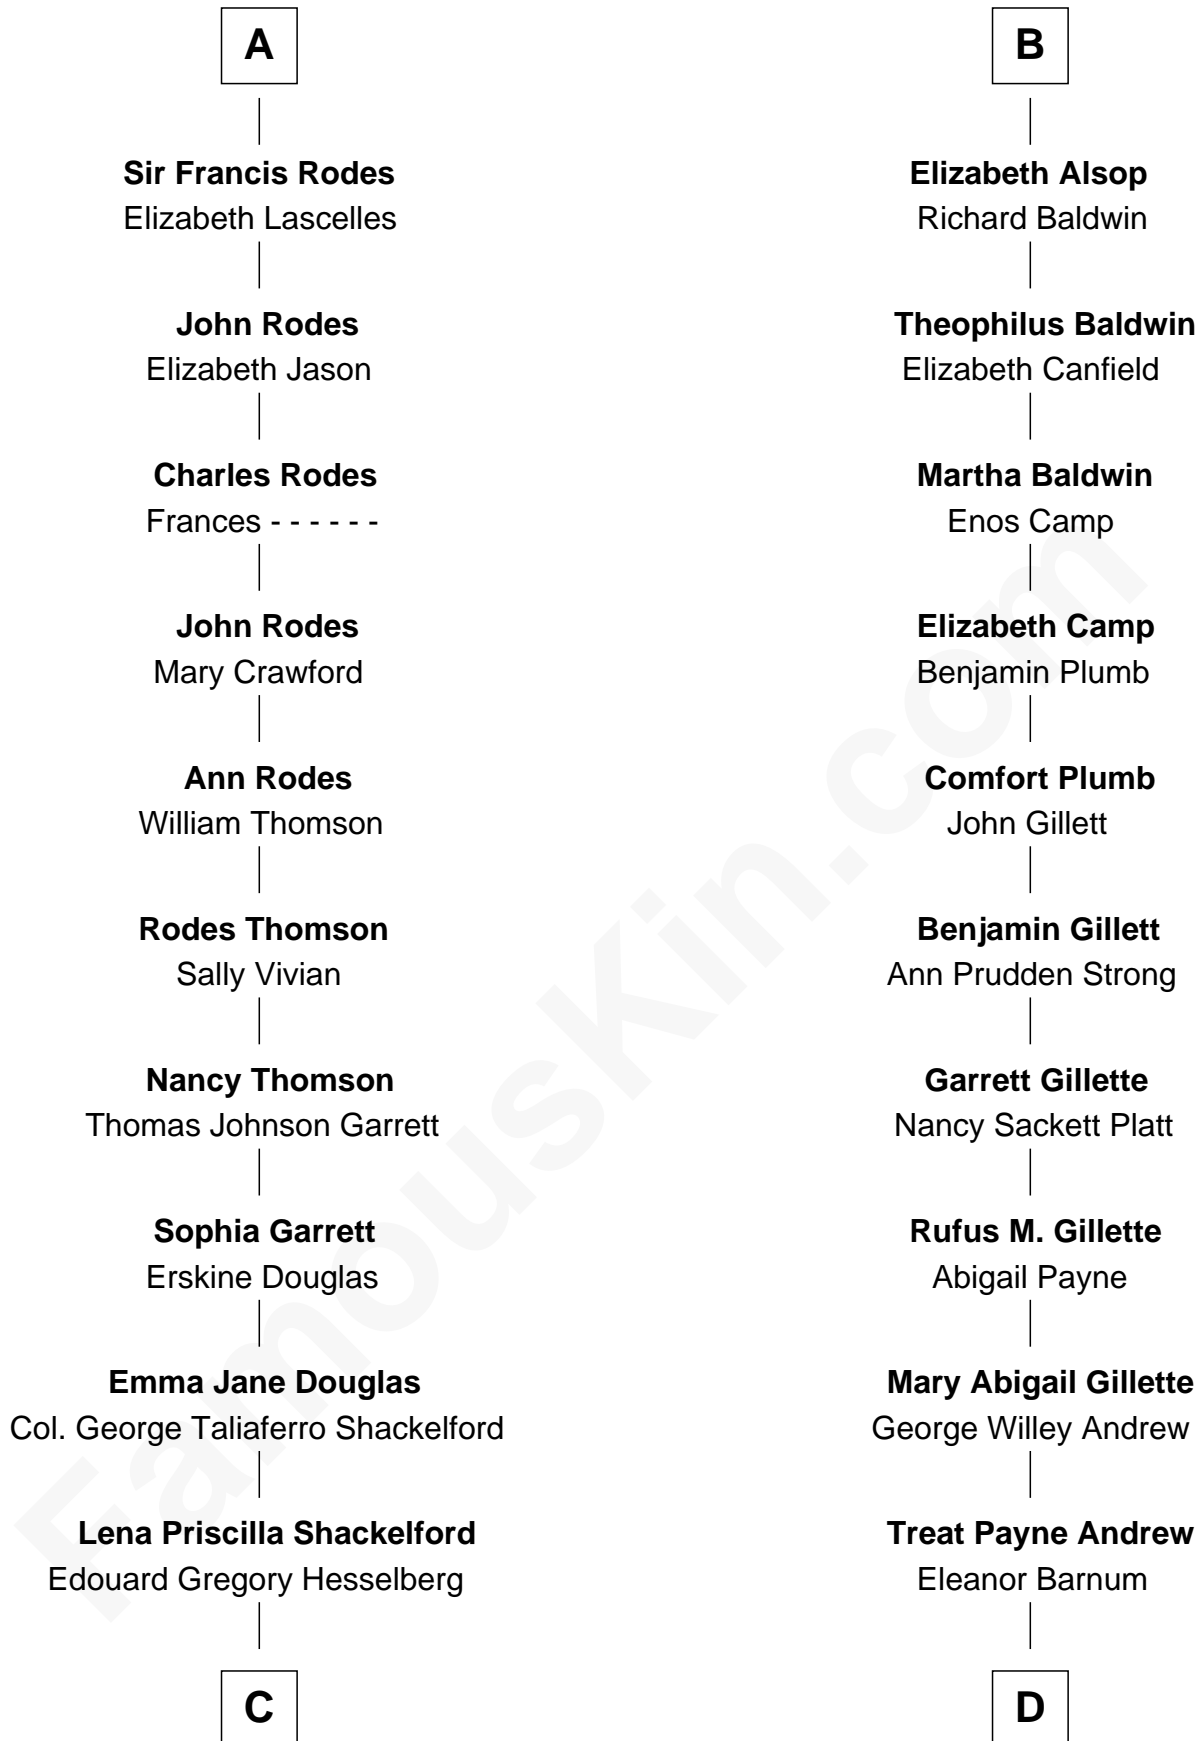 A
Sir Francis Rodes
Elizabeth Lascelles
John Rodes
Elizabeth Jason
Charles Rodes
Frances - - - - - -
John Rodes
Mary Crawford
Ann Rodes
William Thomson
Rodes Thomson
Sally Vivian
Nancy Thomson
Thomas Johnson Garrett
Sophia Garrett
Erskine Douglas
Emma Jane Douglas
Col. George Taliaferro Shackelford
Lena Priscilla Shackelford
Edouard Gregory Hesselberg
C
B
Elizabeth Alsop
Richard Baldwin
Theophilus Baldwin
Elizabeth Canfield
Martha Baldwin
Enos Camp
Elizabeth Camp
Benjamin Plumb
Comfort Plumb
John Gillett
Benjamin Gillett
Ann Prudden Strong
Garrett Gillette
Nancy Sackett Platt
Rufus M. Gillette
Abigail Payne
Mary Abigail Gillette
George Willey Andrew
Treat Payne Andrew
Eleanor Barnum
D
FamousKin.com